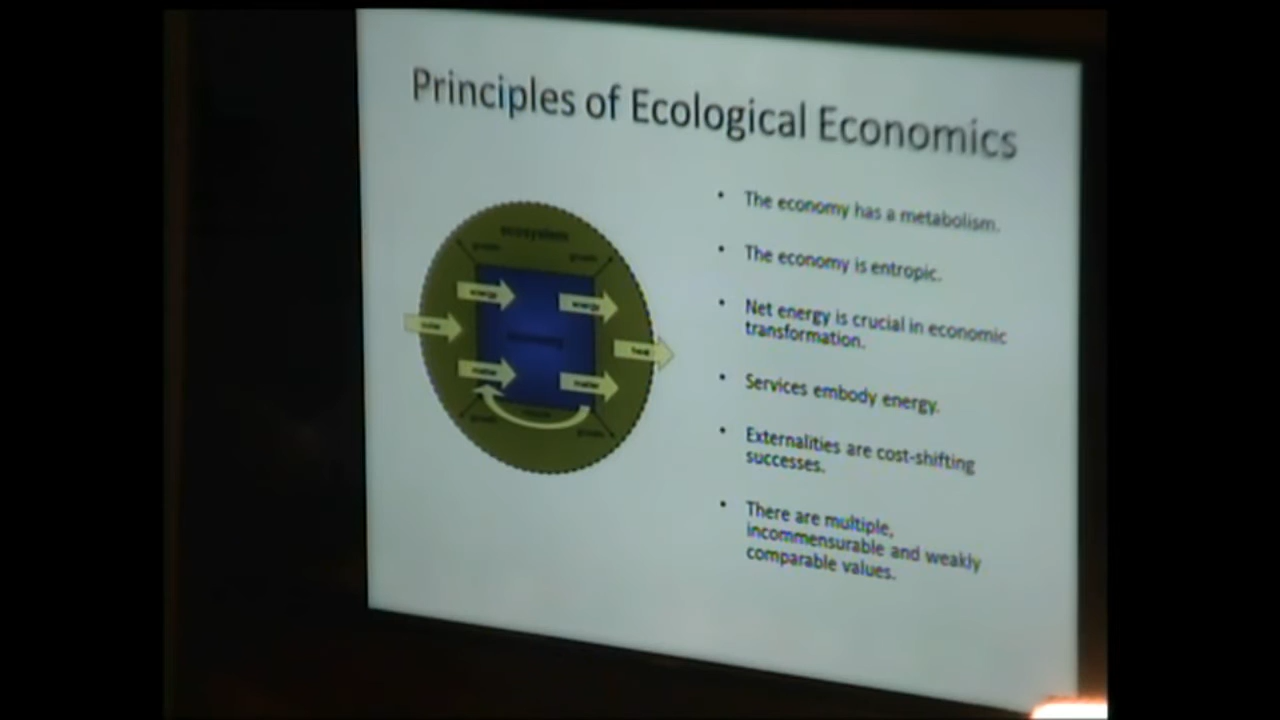 Principles of Ecological Economics
ecosystem
energy
energy
solar
heat
matter
matter
• The economy has a metabolism.
• The economy is entropic.
• Net energy is crucial in economic
transformation.
• Services embody energy.
• Externalities are cost-shifting
successes.
• There are multiple,
incommensurable and weakly
comparable values.